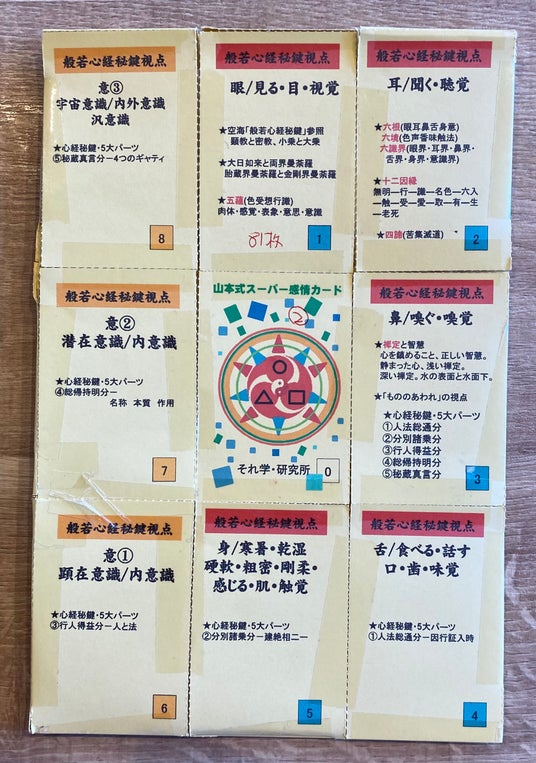 般若心経秘鍵視点
意③
宇宙意識/内外意識
汎意識
★心経秘鍵・5大パーツ
⑤秘蔵真言分−4つのギャティ
8
般若心経秘鍵視点
眼/見る・目・視覚
★空海「般若心経秘鍵」参照
顕教と密教、小乗と大乗
★大日如来と両界曼荼羅
胎蔵界曼荼羅と金剛界曼荼羅
★五蘊(色受想行識)
肉体・感覚・表象・意思・意識
81枚
1
般若心経秘鍵視点
耳/聞く・聴覚
★六根(眼耳鼻舌身意)
六境(色声香味触法)
六識界(眼界・耳界・鼻界・
舌界・身界・意識界)
★十二因縁
無明―行―識―名色―六入
―触―受―愛―取―有―生
―老死
★四諦(苦集滅道)
2
般若心経秘鍵視点
意②
潜在意識/内意識
★心経秘鍵・5大パーツ
④総帰持明分−
名称 本質 作用
7
山本式スーパー感情カード
②
それ学・研究所
0
般若心経秘鍵視点
鼻/嗅ぐ・嗅覚
★禅定と智慧
心を鎮めること、正しい智慧。
静まった心、浅い禅定。
深い禅定。水の表面と水面下。
★「もののあわれ」の視点
★心経秘鍵・5大パーツ
①人法総通分
②分別諸乗分
③行人得益分
④総帰持明分
⑤秘蔵真言分
3
般若心経秘鍵視点
意①
顕在意識/内意識
★心経秘鍵・5大パーツ
③行人得益分−人と法
6
般若心経秘鍵視点
身/寒暑・乾湿
硬軟・粗密・剛柔・
感じる・肌・触覚
★心経秘鍵・5大パーツ
②分別諸乗分−建絶相二一
5
般若心経秘鍵視点
舌/食べる・話す
口・歯・味覚
★心経秘鍵・5大パーツ
①人法総通分−因行証入時
4